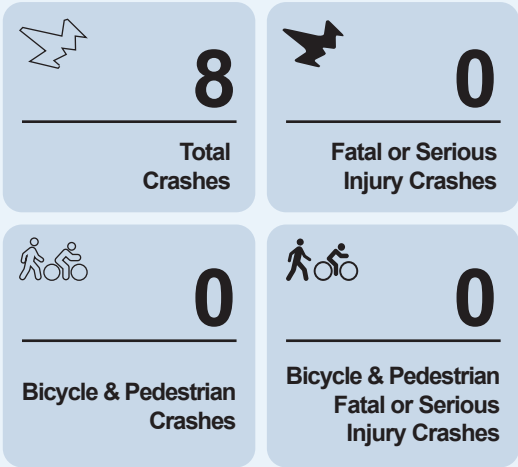 8
Total
Crashes
0
Fatal or Serious
Injury Crashes
0
Bicycle & Pedestrian
Crashes
0
Bicycle & Pedestrian
Fatal or Serious
Injury Crashes